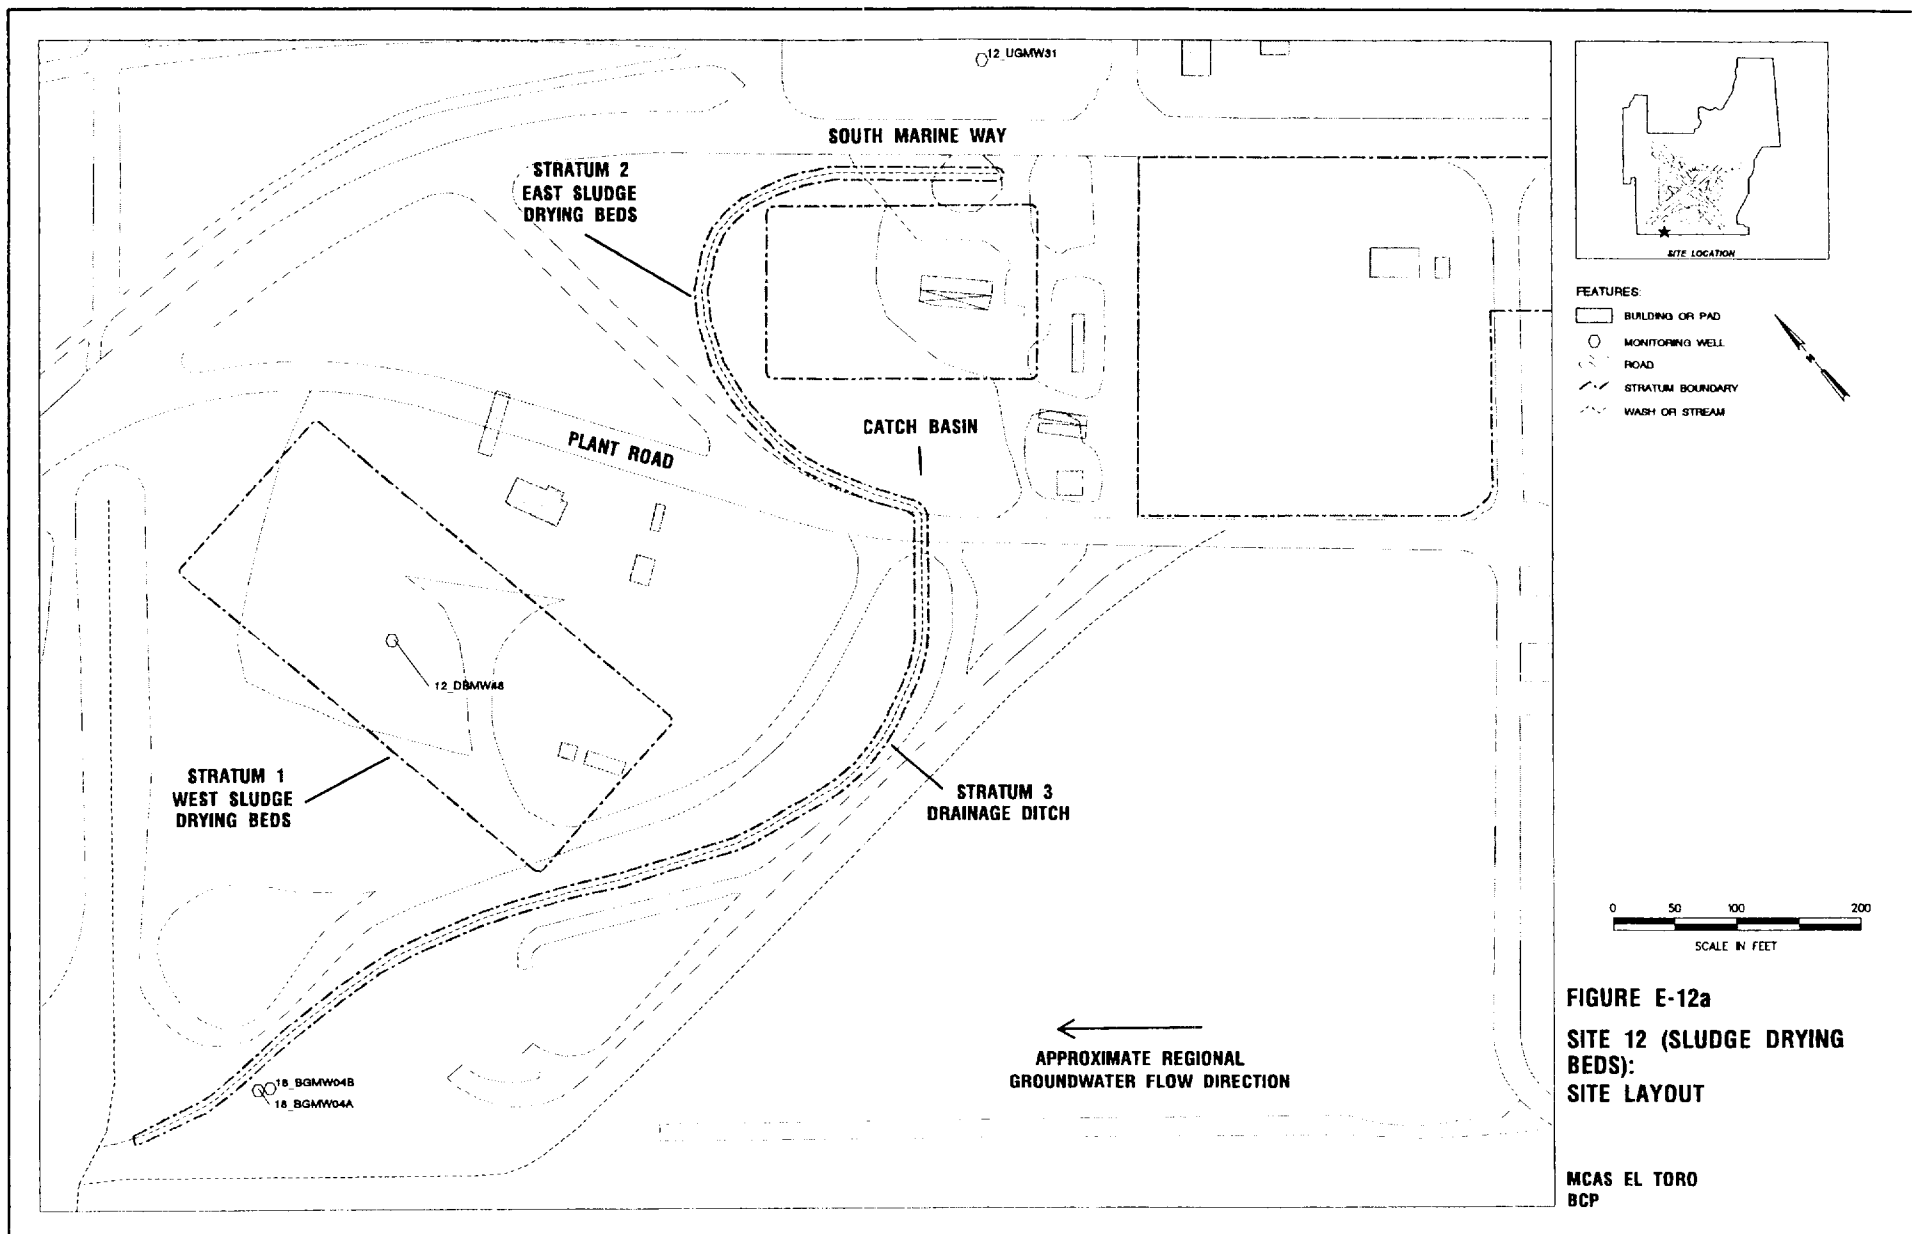 12_UGMW31
SOUTH MARINE WAY
STRATUM 2
EAST SLUDGE
DRYING BEDS
CATCH BASIN
PLANT ROAD
12_DBMW48
STRATUM 1
WEST SLUDGE
DRYING BEDS
STRATUM 3
DRAINAGE DITCH
18_BGMW04B
18_BGMW04A
APPROXIMATE REGIONAL
GROUNDWATER FLOW DIRECTION
SITE LOCATION
FEATURES:
BUILDING OR PAD
MONITORING WELL
ROAD
STRATUM BOUNDARY
WASH OR STREAM
N
0 50 100 200
SCALE IN FEET
FIGURE E-12a
SITE 12 (SLUDGE DRYING
BEDS):
SITE LAYOUT
MCAS EL TORO
BCP